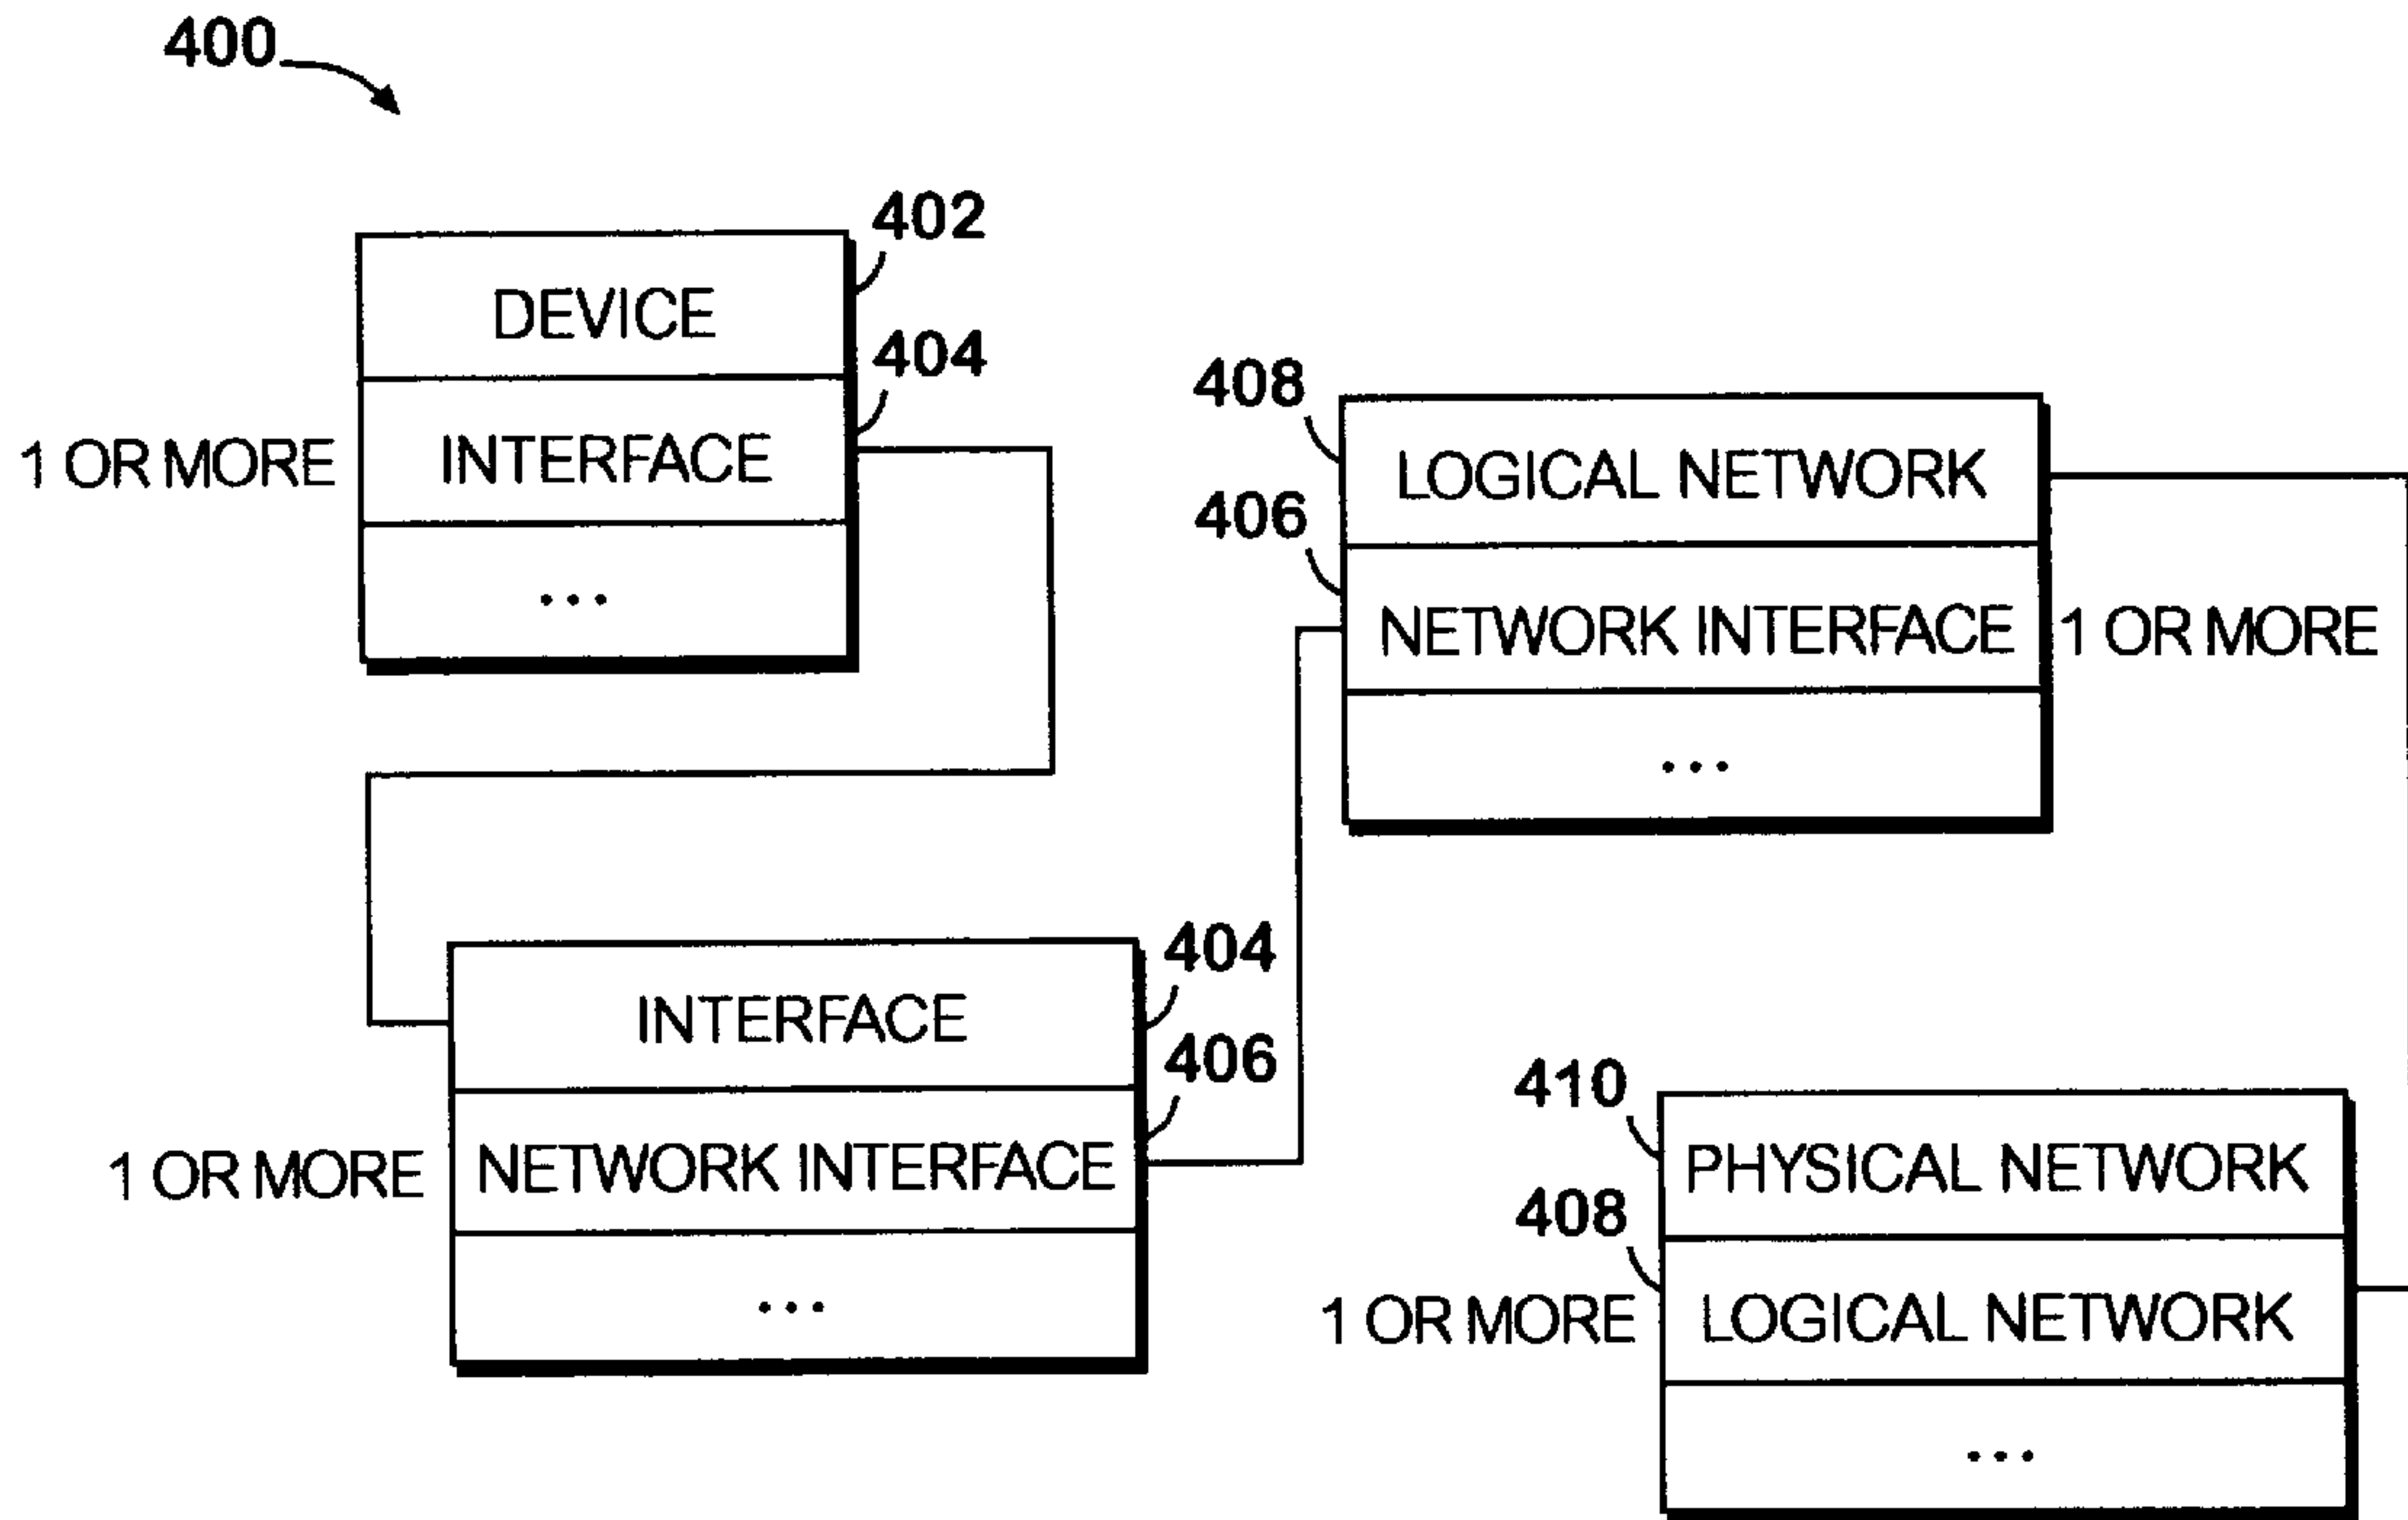 400
402
DEVICE
404
1 OR MORE
INTERFACE
...
408
LOGICAL NETWORK
406
NETWORK INTERFACE
1 OR MORE
...
404
INTERFACE
406
1 OR MORE
NETWORK INTERFACE
...
410
PHYSICAL NETWORK
408
1 OR MORE
LOGICAL NETWORK
...